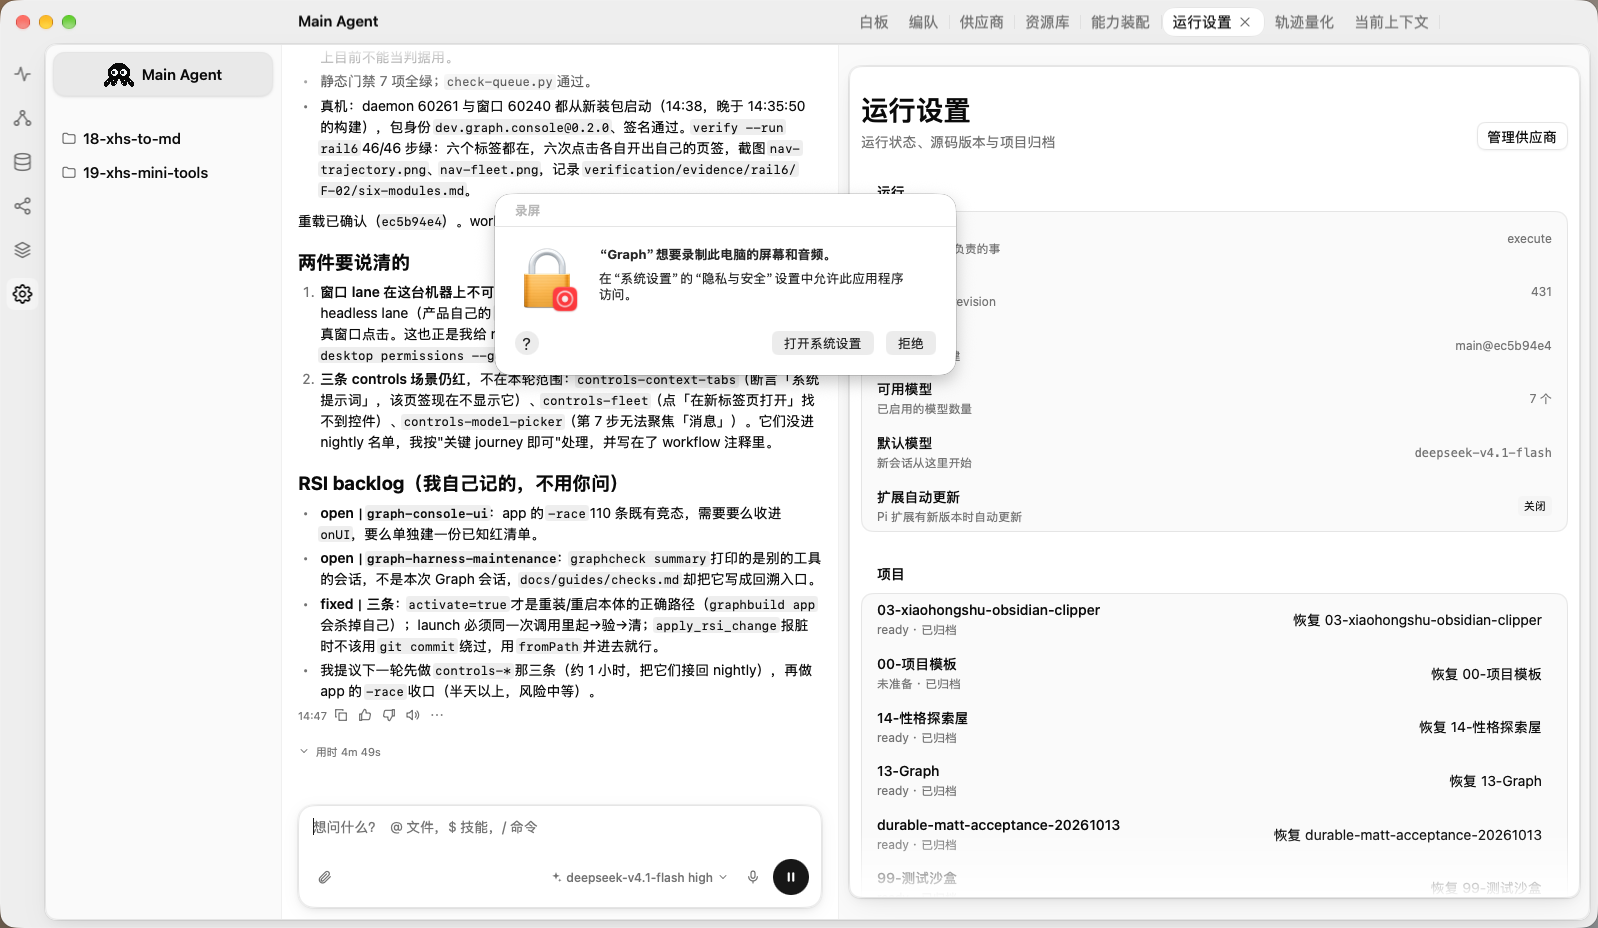 Main Agent
白板 编队 供应商 资源库 能力装配 运行设置 轨迹量化 当前上下文
Main Agent
18-xhs-to-md
19-xhs-mini-tools
上目前不能当判据用。
静态门禁 7 项全绿；check-queue.py 通过。
真机：daemon 60261 与窗口 60240 都从新装包启动（14:38，晚于 14:35:50
的构建），包身份 dev.graph.console@0.2.0、签名通过。verify --run
rail6 46/46 步绿：六个标签都在，六次点击各自开出自己的页签，截图 nav-
trajectory.png、nav-fleet.png，记录 verification/evidence/rail6/
F-02/six-modules.md。
重载已确认（ec5b94e4）。wor
两件要说清的
1. 窗口 lane 在这台机器上不可
headless lane（产品自己的
真窗口点击。这也正是我给
desktop permissions --g
2. 三条 controls 场景仍红，不在本轮范围：controls-context-tabs（断言「系统
提示词」，该页签现在不显示它）、controls-fleet（点「在新标签页打开」找
不到控件）、controls-model-picker（第 7 步无法聚焦「消息」）。它们没进
nightly 名单，我按"关键 journey 即可"处理，并写在了 workflow 注释里。
RSI backlog（我自己记的，不用你问）
open | graph-console-ui：app 的 -race 110 条既有竞态，需要要么收进
onUI，要么单独建一份已知红清单。
open | graph-harness-maintenance：graphcheck summary 打印的是别的工具
的会话，不是本次 Graph 会话，docs/guides/checks.md 却把它写成回溯入口。
fixed | 三条：activate=true 才是重装/重启本体的正确路径（graphbuild app
会杀掉自己）；launch 必须同一次调用里起→验→清；apply_rsi_change 报脏
时不该用 git commit 绕过，用 fromPath 并进去就行。
我提议下一轮先做 controls-* 那三条（约 1 小时，把它们接回 nightly），再做
app 的 -race 收口（半天以上，风险中等）。
14:47
用时 4m 49s
想问什么？ @ 文件，$ 技能，/ 命令
deepseek-v4.1-flash high
录屏
“Graph”想要录制此电脑的屏幕和音频。
在“系统设置”的“隐私与安全”设置中允许此应用程序
访问。
?
打开系统设置
拒绝
运行设置
运行状态、源码版本与项目归档
管理供应商
运行
负责的事
execute
evision
431
main@ec5b94e4
可用模型
已启用的模型数量
7 个
默认模型
新会话从这里开始
deepseek-v4.1-flash
扩展自动更新
Pi 扩展有新版本时自动更新
关闭
项目
03-xiaohongshu-obsidian-clipper
ready · 已归档
恢复 03-xiaohongshu-obsidian-clipper
00-项目模板
未准备 · 已归档
恢复 00-项目模板
14-性格探索屋
ready · 已归档
恢复 14-性格探索屋
13-Graph
ready · 已归档
恢复 13-Graph
durable-matt-acceptance-20261013
ready · 已归档
恢复 durable-matt-acceptance-20261013
99-测试沙盒
恢复 99-测试沙盒